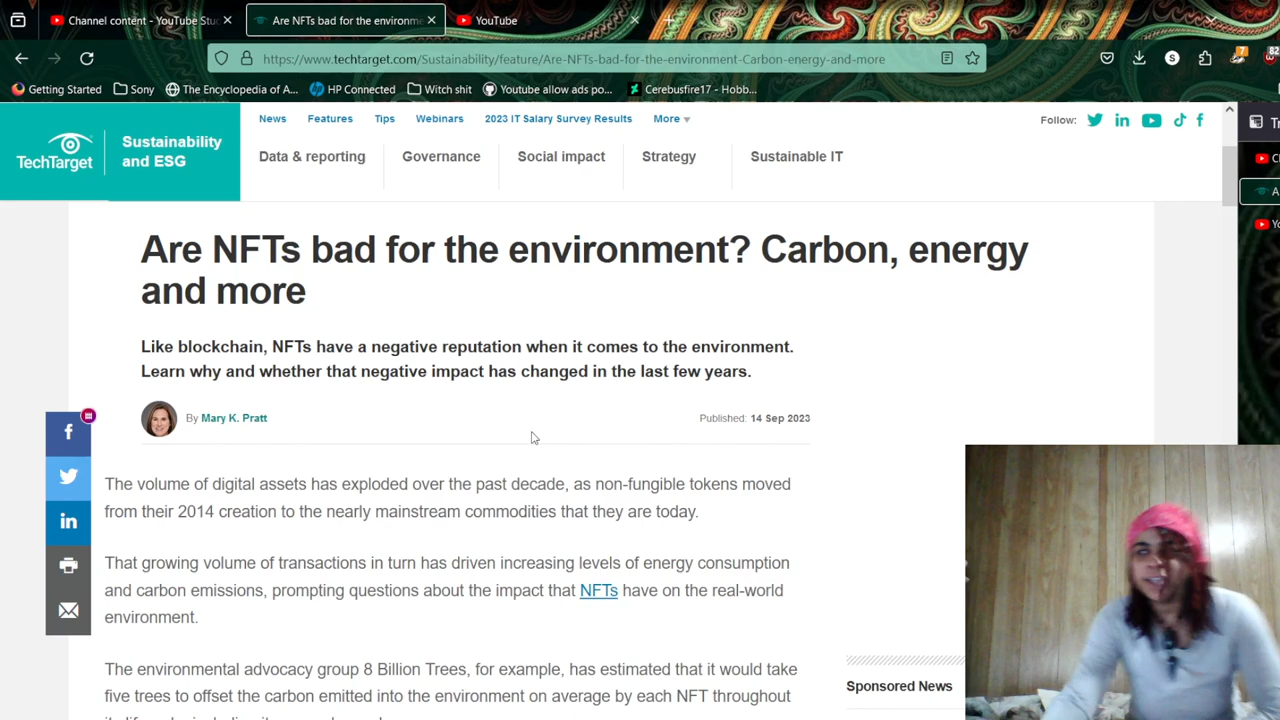 Channel content - YouTube Stu
Are NFTs bad for the environme
YouTube
https://www.techtarget.com/Sustainability/feature/Are-NFTs-bad-for-the-environment-Carbon-energy-and-more
S
7
82
Getting Started
Sony
The Encyclopedia of A...
HP Connected
Witch shit
Youtube allow ads po...
Cerebusfire17 - Hobb...
TechTarget
Sustainability
and ESG
News
Features
Tips
Webinars
2023 IT Salary Survey Results
More
Follow:
Data & reporting
Governance
Social impact
Strategy
Sustainable IT
Are NFTs bad for the environment? Carbon, energy
and more
Like blockchain, NFTs have a negative reputation when it comes to the environment.
Learn why and whether that negative impact has changed in the last few years.
By Mary K. Pratt
Published: 14 Sep 2023
The volume of digital assets has exploded over the past decade, as non-fungible tokens moved
from their 2014 creation to the nearly mainstream commodities that they are today.
That growing volume of transactions in turn has driven increasing levels of energy consumption
and carbon emissions, prompting questions about the impact that NFTs have on the real-world
environment.
The environmental advocacy group 8 Billion Trees, for example, has estimated that it would take
five trees to offset the carbon emitted into the environment on average by each NFT throughout
Sponsored News